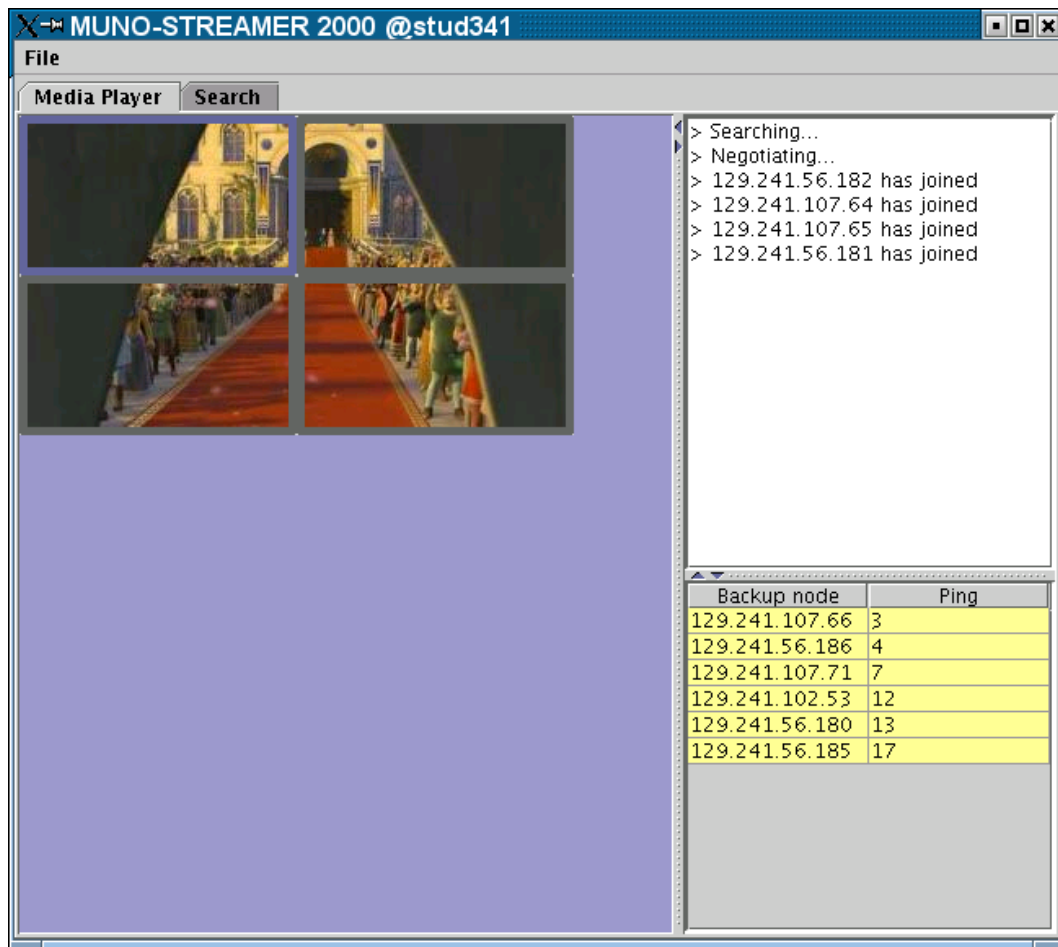 MUNO-STREAMER 2000 @stud341
File
Media Player Search
> Searching...
> Negotiating...
> 129.241.56.182 has joined
> 129.241.107.64 has joined
> 129.241.107.65 has joined
> 129.241.56.181 has joined
Backup node Ping
129.241.107.66 3
129.241.56.186 4
129.241.107.71 7
129.241.102.53 12
129.241.56.180 13
129.241.56.185 17